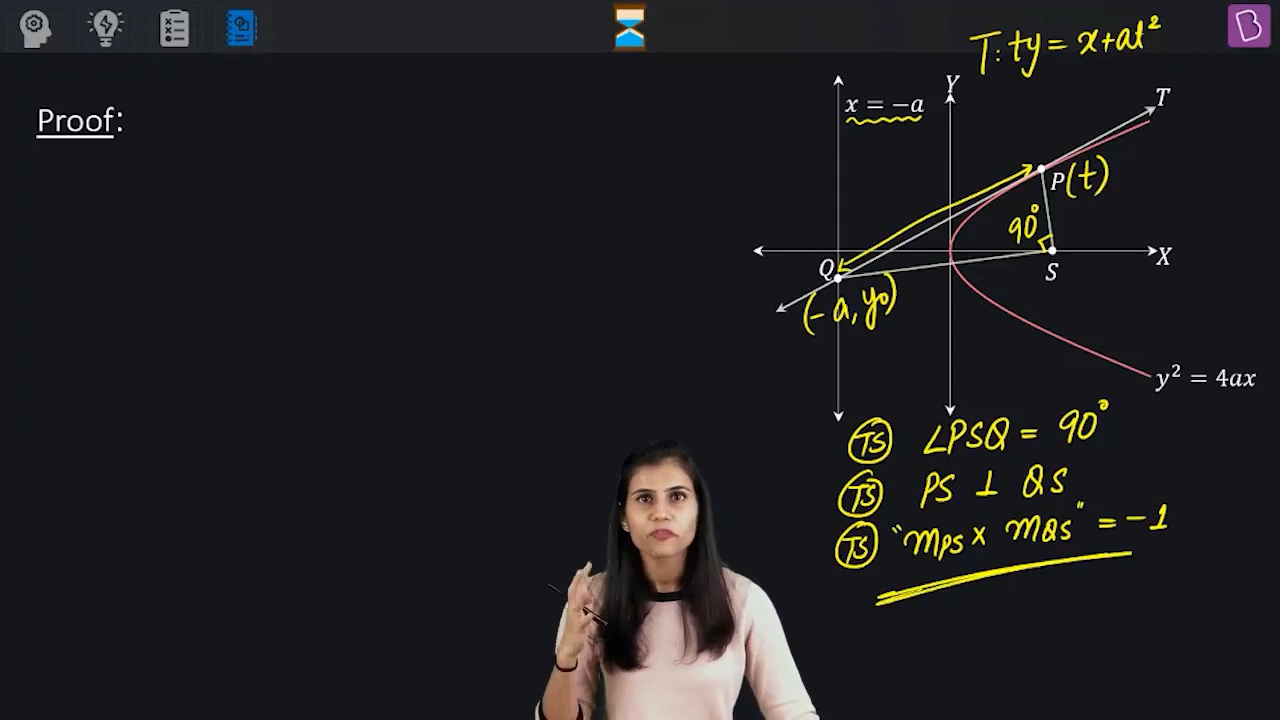 T: ty = x+at²
Y
x = −a
T
Proof:
P(t)
90°
X
Q
S
(-a, y₀)
y² = 4ax
TS ∠PSQ = 90°
TS PS ⊥ QS
TS "mPS × mQS" = -1
B